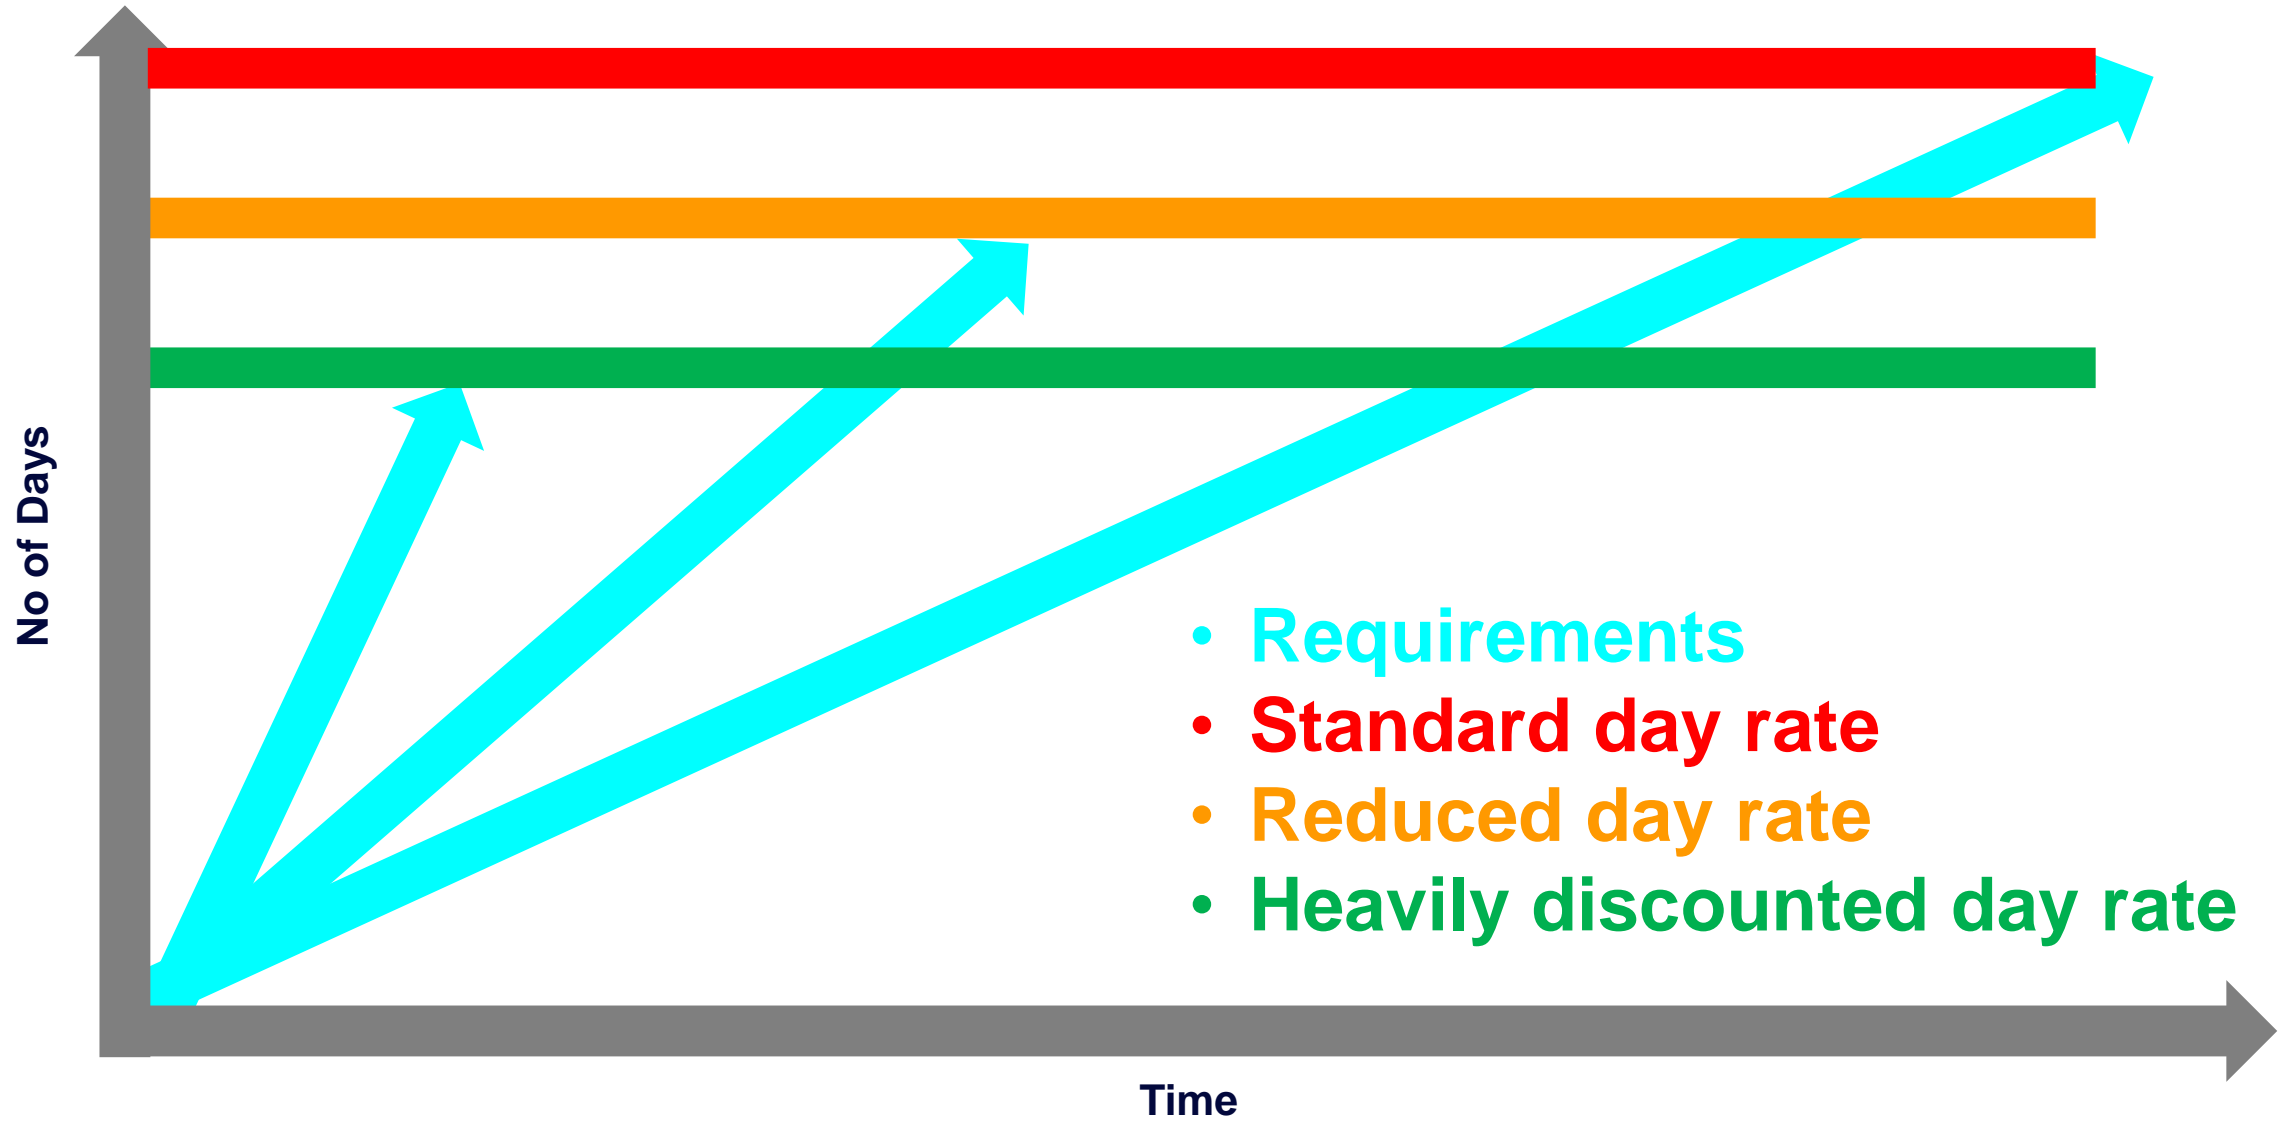 No of Days
• Requirements
• Standard day rate
• Reduced day rate
• Heavily discounted day rate
Time